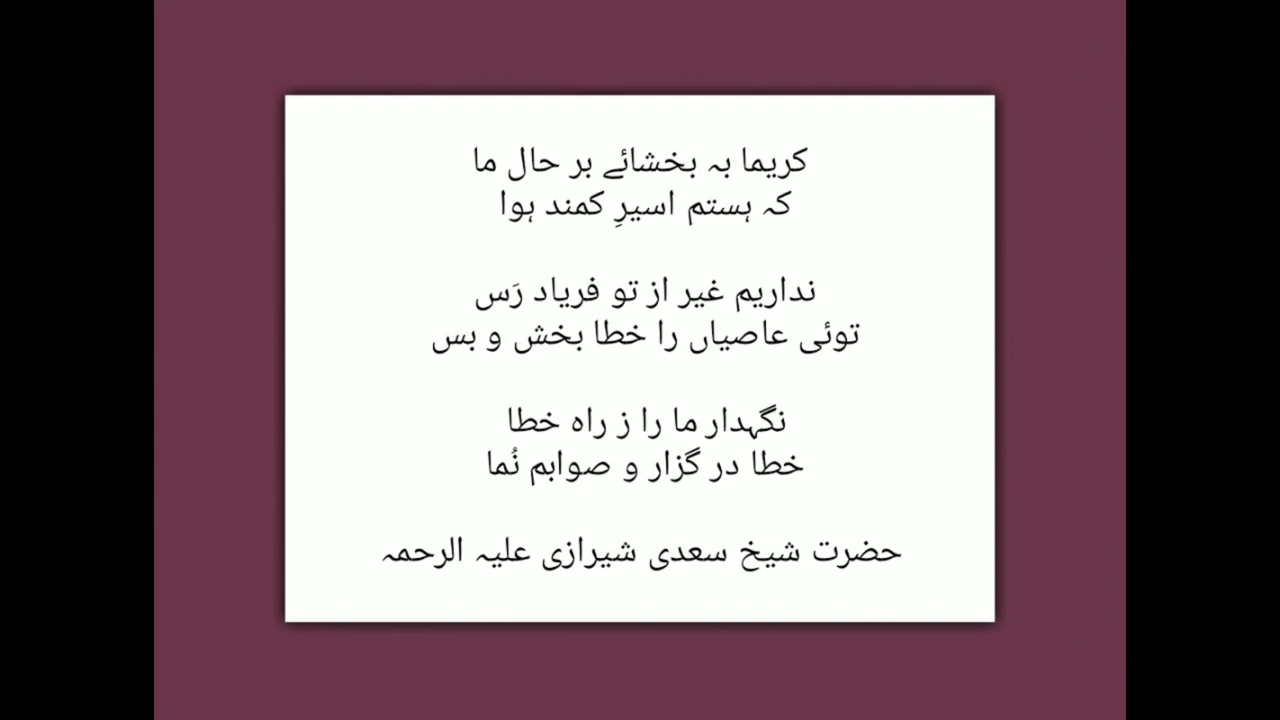 کریما بہ بخشائے بر حال ما
کہ ہستم اسیرِ کمند ہوا
نداریم غیر از تو فریاد رَس
توئی عاصیاں را خطا بخش و بس
نگہدار ما را ز راہ خطا
خطا در گزار و صوابم نُما
حضرت شیخ سعدی شیرازی علیہ الرحمہ